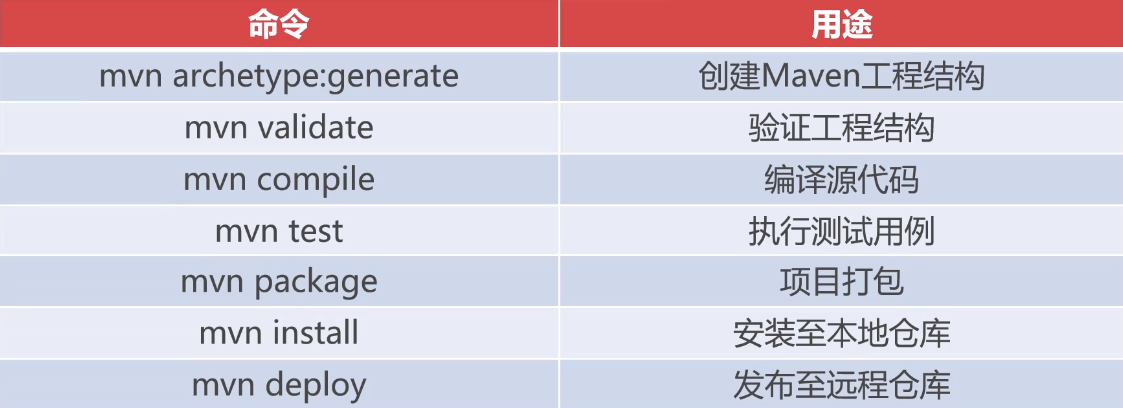 命令 用途
mvn archetype:generate 创建Maven工程结构
mvn validate 验证工程结构
mvn compile 编译源代码
mvn test 执行测试用例
mvn package 项目打包
mvn install 安装至本地仓库
mvn deploy 发布至远程仓库